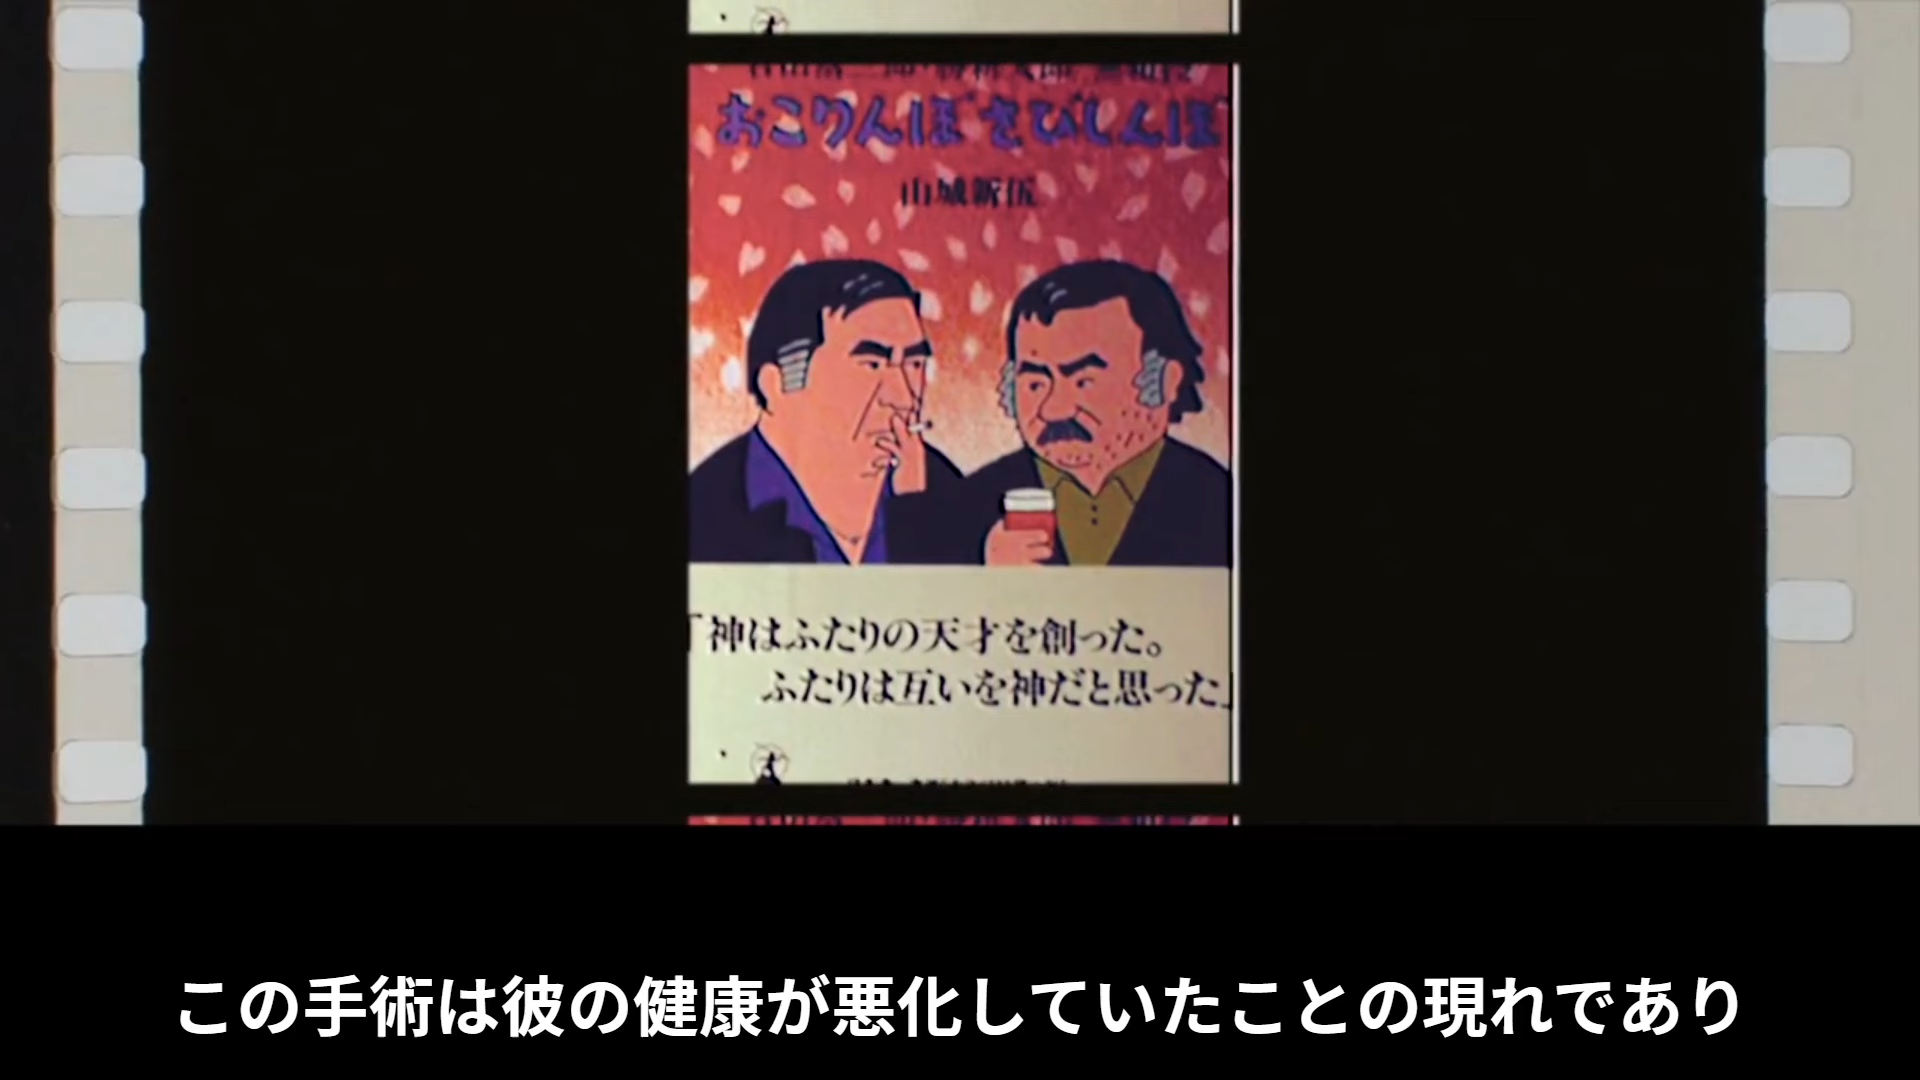 おこりんぼ さびしんぼ
山城新伍
「神はふたりの天才を創った。
ふたりは互いを神だと思った」
この手術は彼の健康が悪化していたことの現れであり